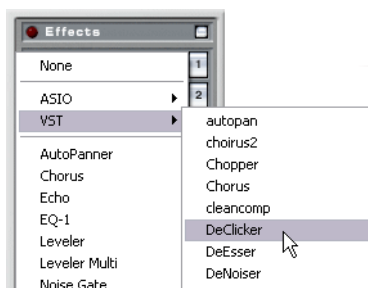 Effects
None
1
ASIO
2
VST
AutoPanner
Chorus
Echo
EQ-1
Leveler
Leveler Multi
Noise Gate
autopan
choirus2
Chopper
Chorus
cleancomp
DeClicker
DeEsser
DeNoiser